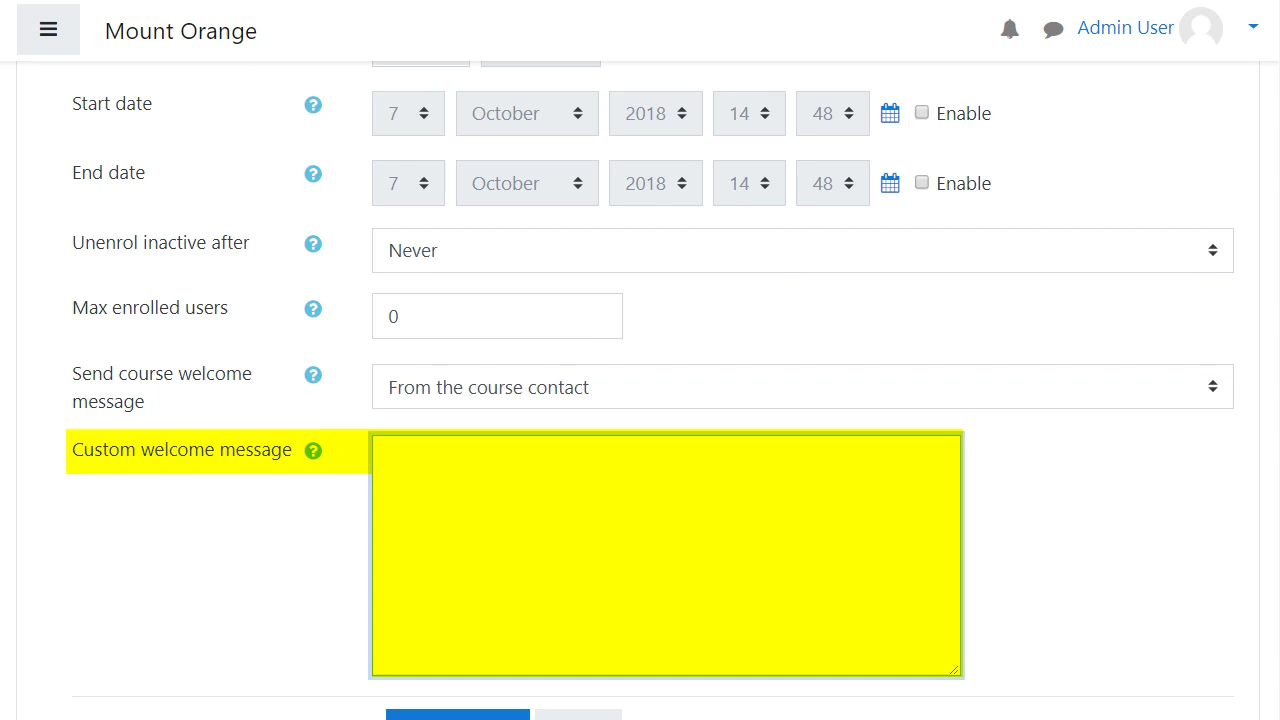 Mount Orange
Admin User
Start date ? 7 October 2018 14 48 Enable
End date ? 7 October 2018 14 48 Enable
Unenrol inactive after ? Never
Max enrolled users ? 0
Send course welcome
message ? From the course contact
Custom welcome message ?